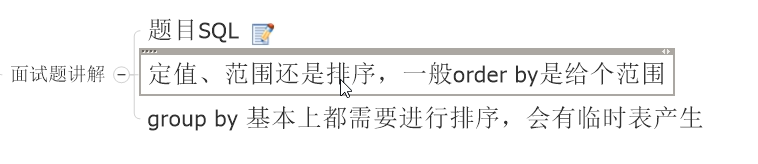 题目SQL
面试题讲解
定值、范围还是排序，一般order by是给个范围
group by 基本上都需要进行排序，会有临时表产生